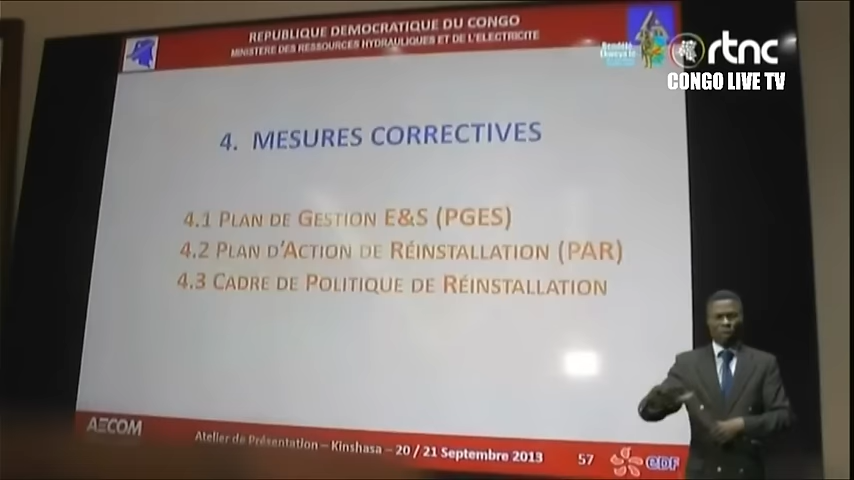 REPUBLIQUE DEMOCRATIQUE DU CONGO
MINISTERE DES RESSOURCES HYDRAULIQUES ET DE L'ELECTRICITE
rtnc
CONGO LIVE TV
4. MESURES CORRECTIVES
4.1 PLAN DE GESTION E&S (PGES)
4.2 PLAN D'ACTION DE RÉINSTALLATION (PAR)
4.3 CADRE DE POLITIQUE DE RÉINSTALLATION
AECOM
Atelier de Présentation – Kinshasa – 20 / 21 Septembre 2013
57
eDF